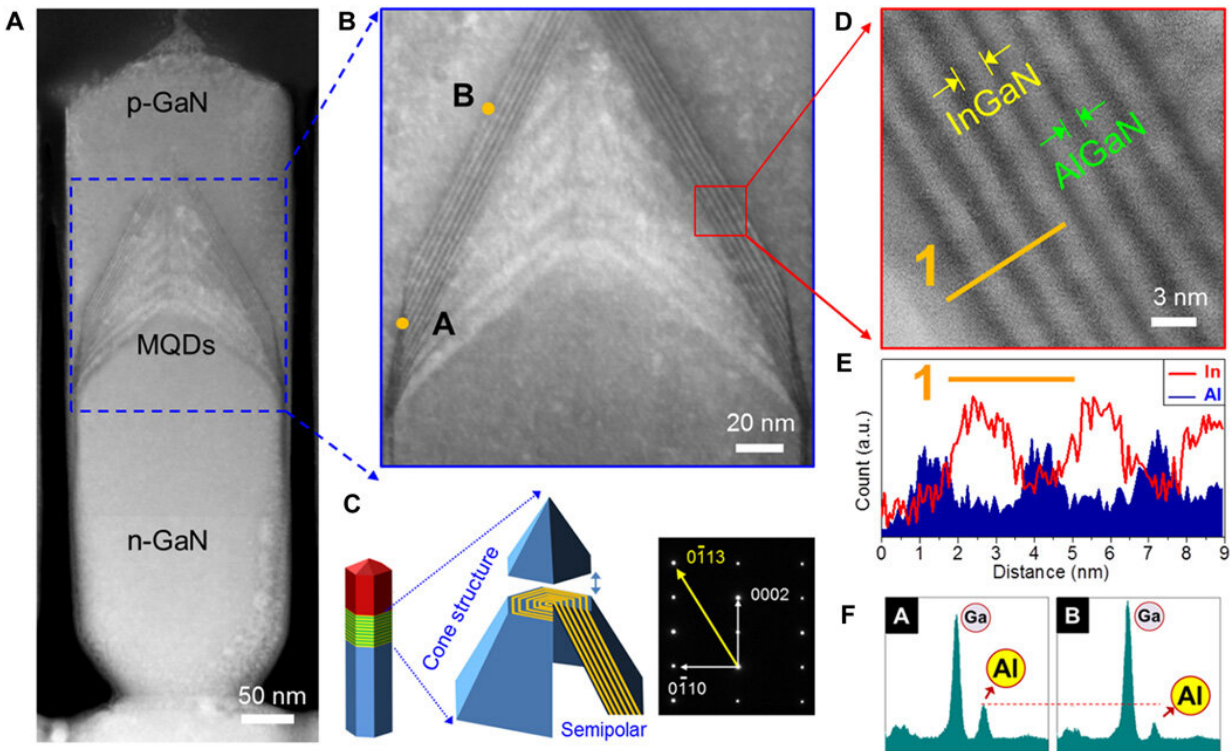 A
p-GaN
MQDs
n-GaN
50 nm
B
B
A
20 nm
D
InGaN
AlGaN
1
3 nm
C
Cone structure
Semipolar
01̄13
0002
01̄10
E
1
In
Al
Count (a.u.)
0 1 2 3 4 5 6 7 8 9
Distance (nm)
F
A
Ga
Al
B
Ga
Al